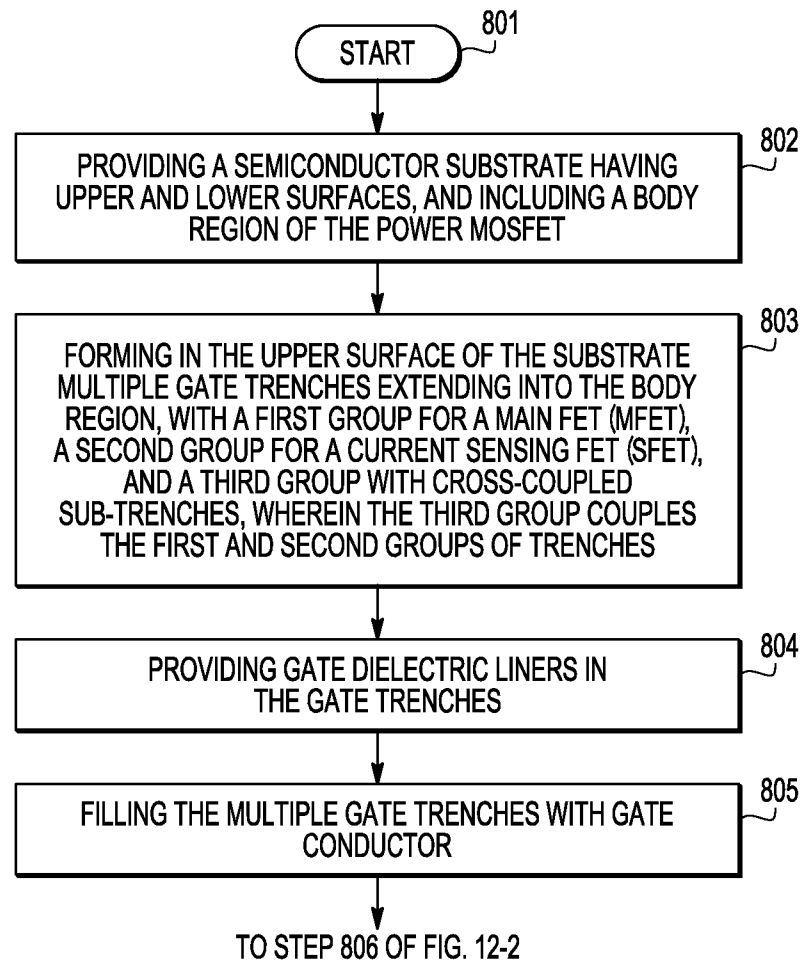 801
START
802
PROVIDING A SEMICONDUCTOR SUBSTRATE HAVING
UPPER AND LOWER SURFACES, AND INCLUDING A BODY
REGION OF THE POWER MOSFET
803
FORMING IN THE UPPER SURFACE OF THE SUBSTRATE
MULTIPLE GATE TRENCHES EXTENDING INTO THE BODY
REGION, WITH A FIRST GROUP FOR A MAIN FET (MFET),
A SECOND GROUP FOR A CURRENT SENSING FET (SFET),
AND A THIRD GROUP WITH CROSS-COUPLED
SUB-TRENCHES, WHEREIN THE THIRD GROUP COUPLES
THE FIRST AND SECOND GROUPS OF TRENCHES
804
PROVIDING GATE DIELECTRIC LINERS IN
THE GATE TRENCHES
805
FILLING THE MULTIPLE GATE TRENCHES WITH GATE
CONDUCTOR
TO STEP 806 OF FIG. 12-2